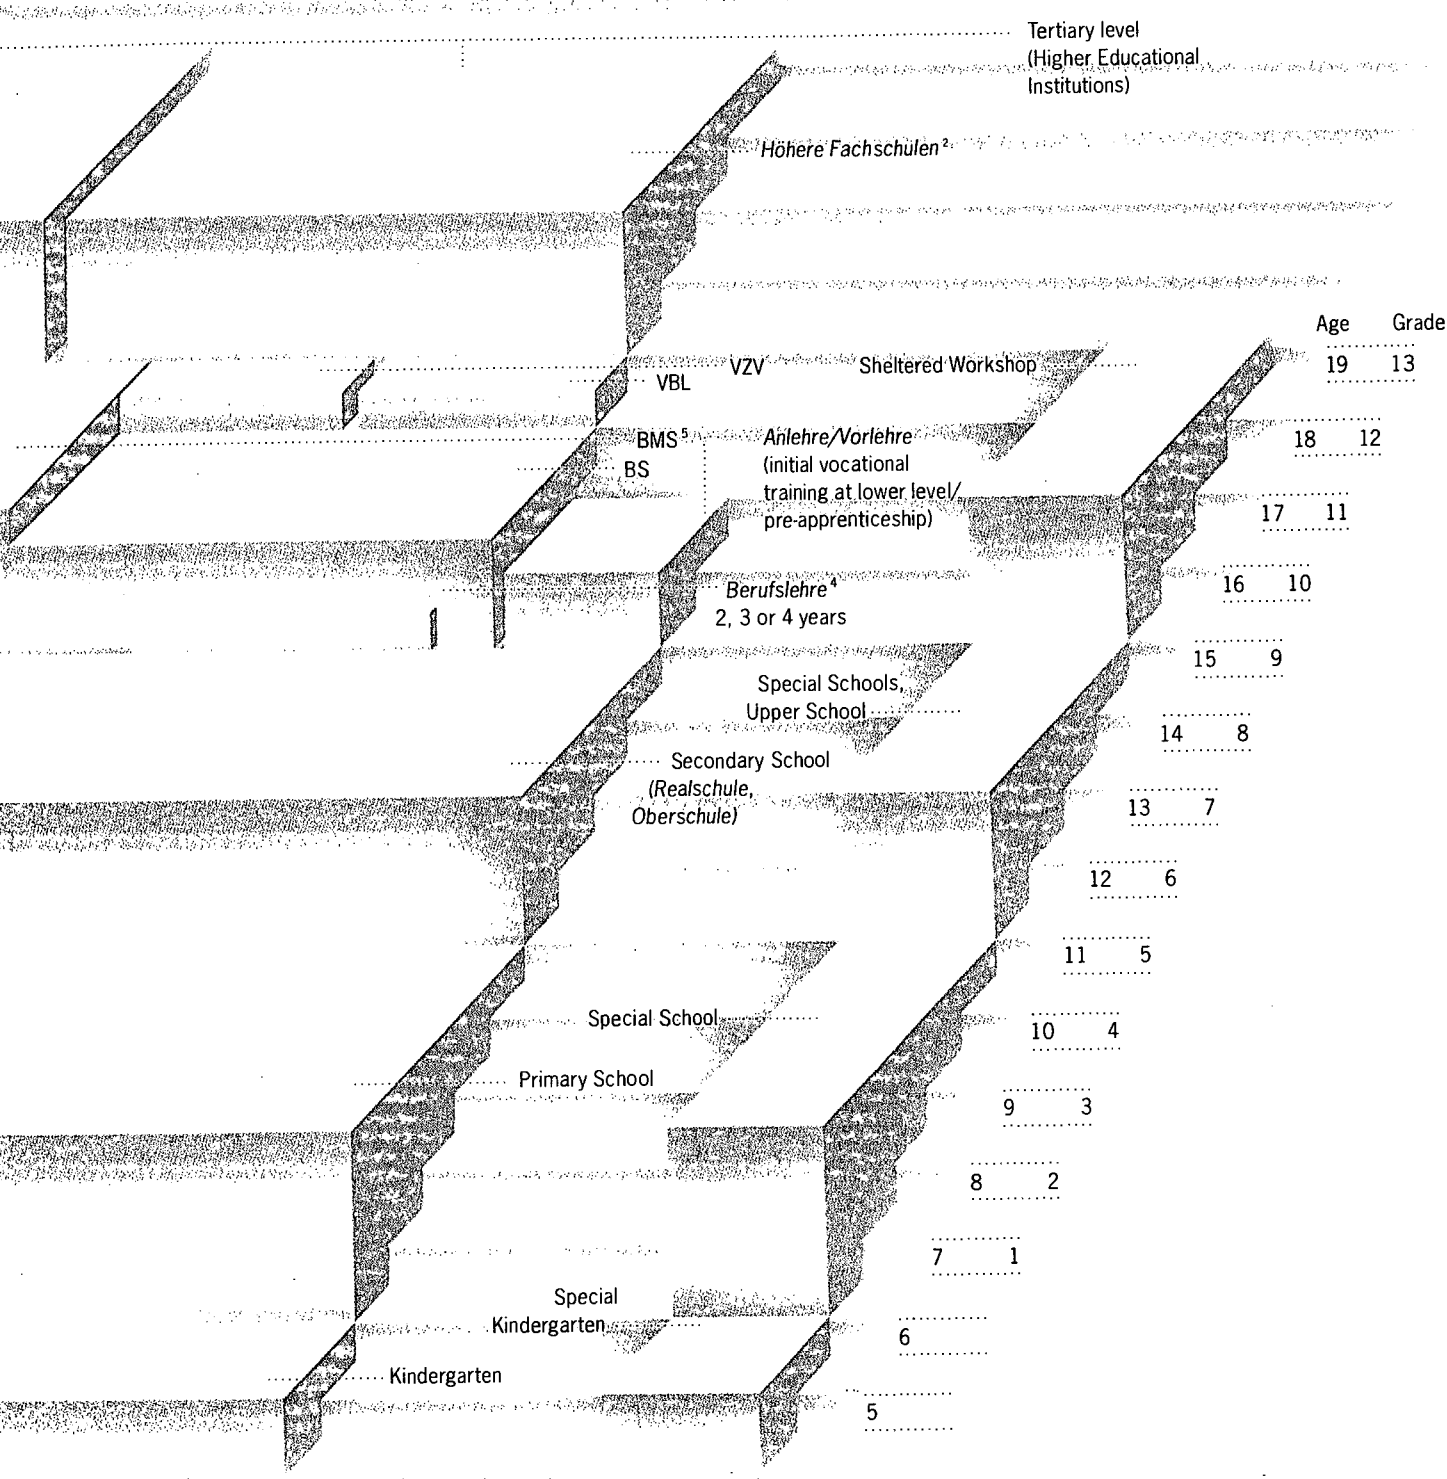 Tertiary level
(Higher Educational
Institutions)
Höhere Fachschulen²
Age Grade
VZV
Sheltered Workshop
19 13
VBL
BMS⁵
Anlehre/Vorlehre
18 12
(initial vocational
BS
training at lower level/
17 11
pre-apprenticeship)
Berufslehre⁴
16 10
2, 3 or 4 years
15 9
Special Schools,
Upper School
14 8
Secondary School
(Realschule,
13 7
Oberschule)
12 6
11 5
Special School
10 4
Primary School
9 3
8 2
7 1
Special
Kindergarten
6
Kindergarten
5